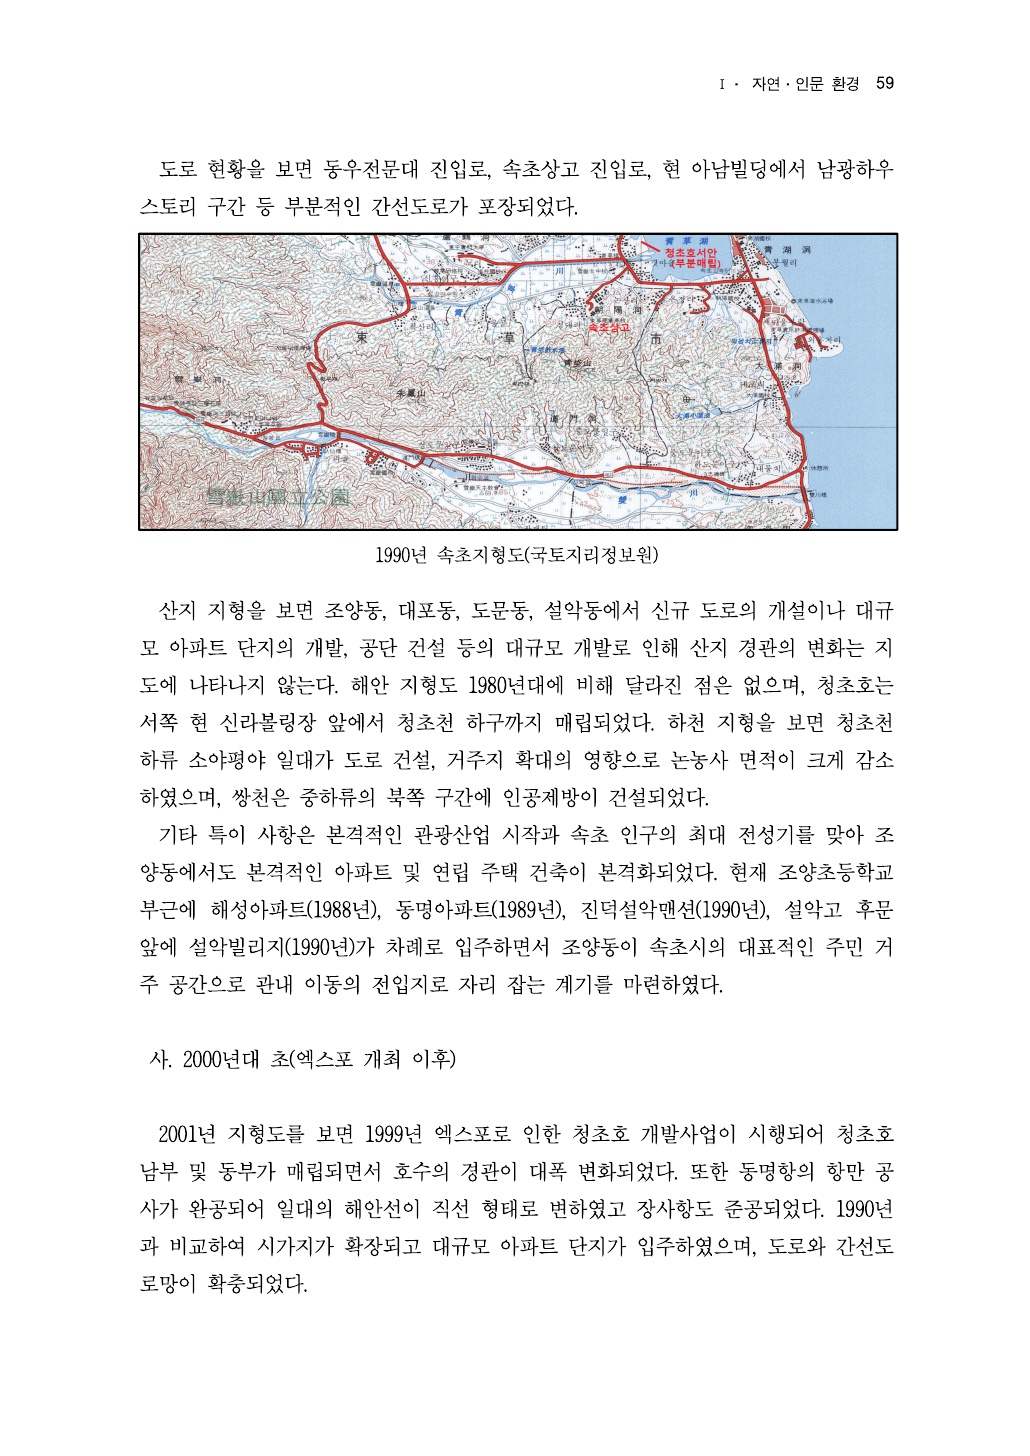 I · 자연 · 인문 환경 59
도로 현황을 보면 동우전문대 진입로, 속초상고 진입로, 현 아남빌딩에서 남광하우
스토리 구간 등 부분적인 간선도로가 포장되었다.
青草湖
청초호서안
(부분매립)
青湖洞
속초상고
朝陽洞
束
草
市
青垈山
朱鳳山
大浦洞
雪嶽洞
道門洞
雪嶽山國立公園
雙
川
1990년 속초지형도(국토지리정보원)
산지 지형을 보면 조양동, 대포동, 도문동, 설악동에서 신규 도로의 개설이나 대규
모 아파트 단지의 개발, 공단 건설 등의 대규모 개발로 인해 산지 경관의 변화는 지
도에 나타나지 않는다. 해안 지형도 1980년대에 비해 달라진 점은 없으며, 청초호는
서쪽 현 신라볼링장 앞에서 청초천 하구까지 매립되었다. 하천 지형을 보면 청초천
하류 소야평야 일대가 도로 건설, 거주지 확대의 영향으로 논농사 면적이 크게 감소
하였으며, 쌍천은 중하류의 북쪽 구간에 인공제방이 건설되었다.
기타 특이 사항은 본격적인 관광산업 시작과 속초 인구의 최대 전성기를 맞아 조
양동에서도 본격적인 아파트 및 연립 주택 건축이 본격화되었다. 현재 조양초등학교
부근에 해성아파트(1988년), 동명아파트(1989년), 진덕설악맨션(1990년), 설악고 후문
앞에 설악빌리지(1990년)가 차례로 입주하면서 조양동이 속초시의 대표적인 주민 거
주 공간으로 관내 이동의 전입지로 자리 잡는 계기를 마련하였다.
사. 2000년대 초(엑스포 개최 이후)
2001년 지형도를 보면 1999년 엑스포로 인한 청초호 개발사업이 시행되어 청초호
남부 및 동부가 매립되면서 호수의 경관이 대폭 변화되었다. 또한 동명항의 항만 공
사가 완공되어 일대의 해안선이 직선 형태로 변하였고 장사항도 준공되었다. 1990년
과 비교하여 시가지가 확장되고 대규모 아파트 단지가 입주하였으며, 도로와 간선도
로망이 확충되었다.